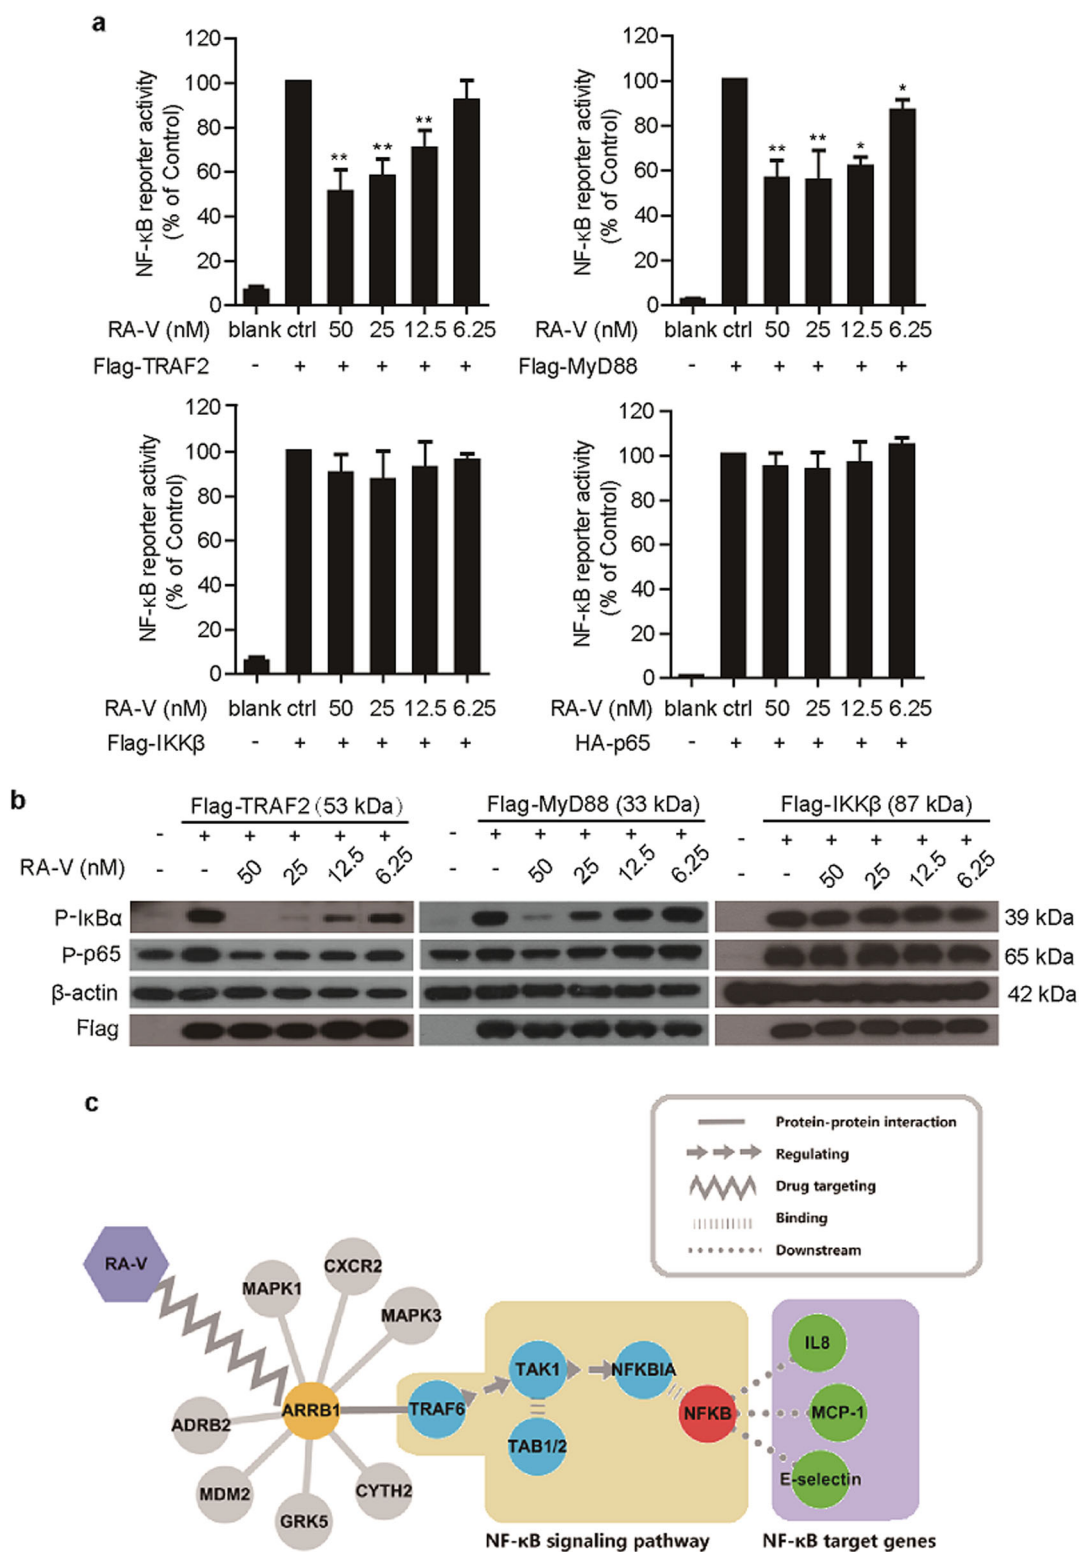 a
120
100
80
60
40
20
0
NF-κB reporter activity
(% of Control)
** ** **
RA-V (nM) blank ctrl 50 25 12.5 6.25
Flag-TRAF2 - + + + + +
120
100
80
60
40
20
0
NF-κB reporter activity
(% of Control)
** ** * *
RA-V (nM) blank ctrl 50 25 12.5 6.25
Flag-MyD88 - + + + + +
120
100
80
60
40
20
0
NF-κB reporter activity
(% of Control)
RA-V (nM) blank ctrl 50 25 12.5 6.25
Flag-IKKβ - + + + + +
120
100
80
60
40
20
0
NF-κB reporter activity
(% of Control)
RA-V (nM) blank ctrl 50 25 12.5 6.25
HA-p65 - + + + + +
b
Flag-TRAF2 (53 kDa) Flag-MyD88 (33 kDa) Flag-IKKβ (87 kDa)
- + + + + + - + + + + + - + + + + +
RA-V (nM) - - 50 25 12.5 6.25 - - 50 25 12.5 6.25 - - 50 25 12.5 6.25
P-IκBα 39 kDa
P-p65 65 kDa
β-actin 42 kDa
Flag
c
Protein-protein interaction
Regulating
Drug targeting
Binding
Downstream
RA-V
MAPK1
CXCR2
MAPK3
ADRB2
ARRB1
MDM2
GRK5
CYTH2
TRAF6
TAK1
TAB1/2
NFKBIA
NFKB
IL8
MCP-1
E-selectin
NF-κB signaling pathway
NF-κB target genes